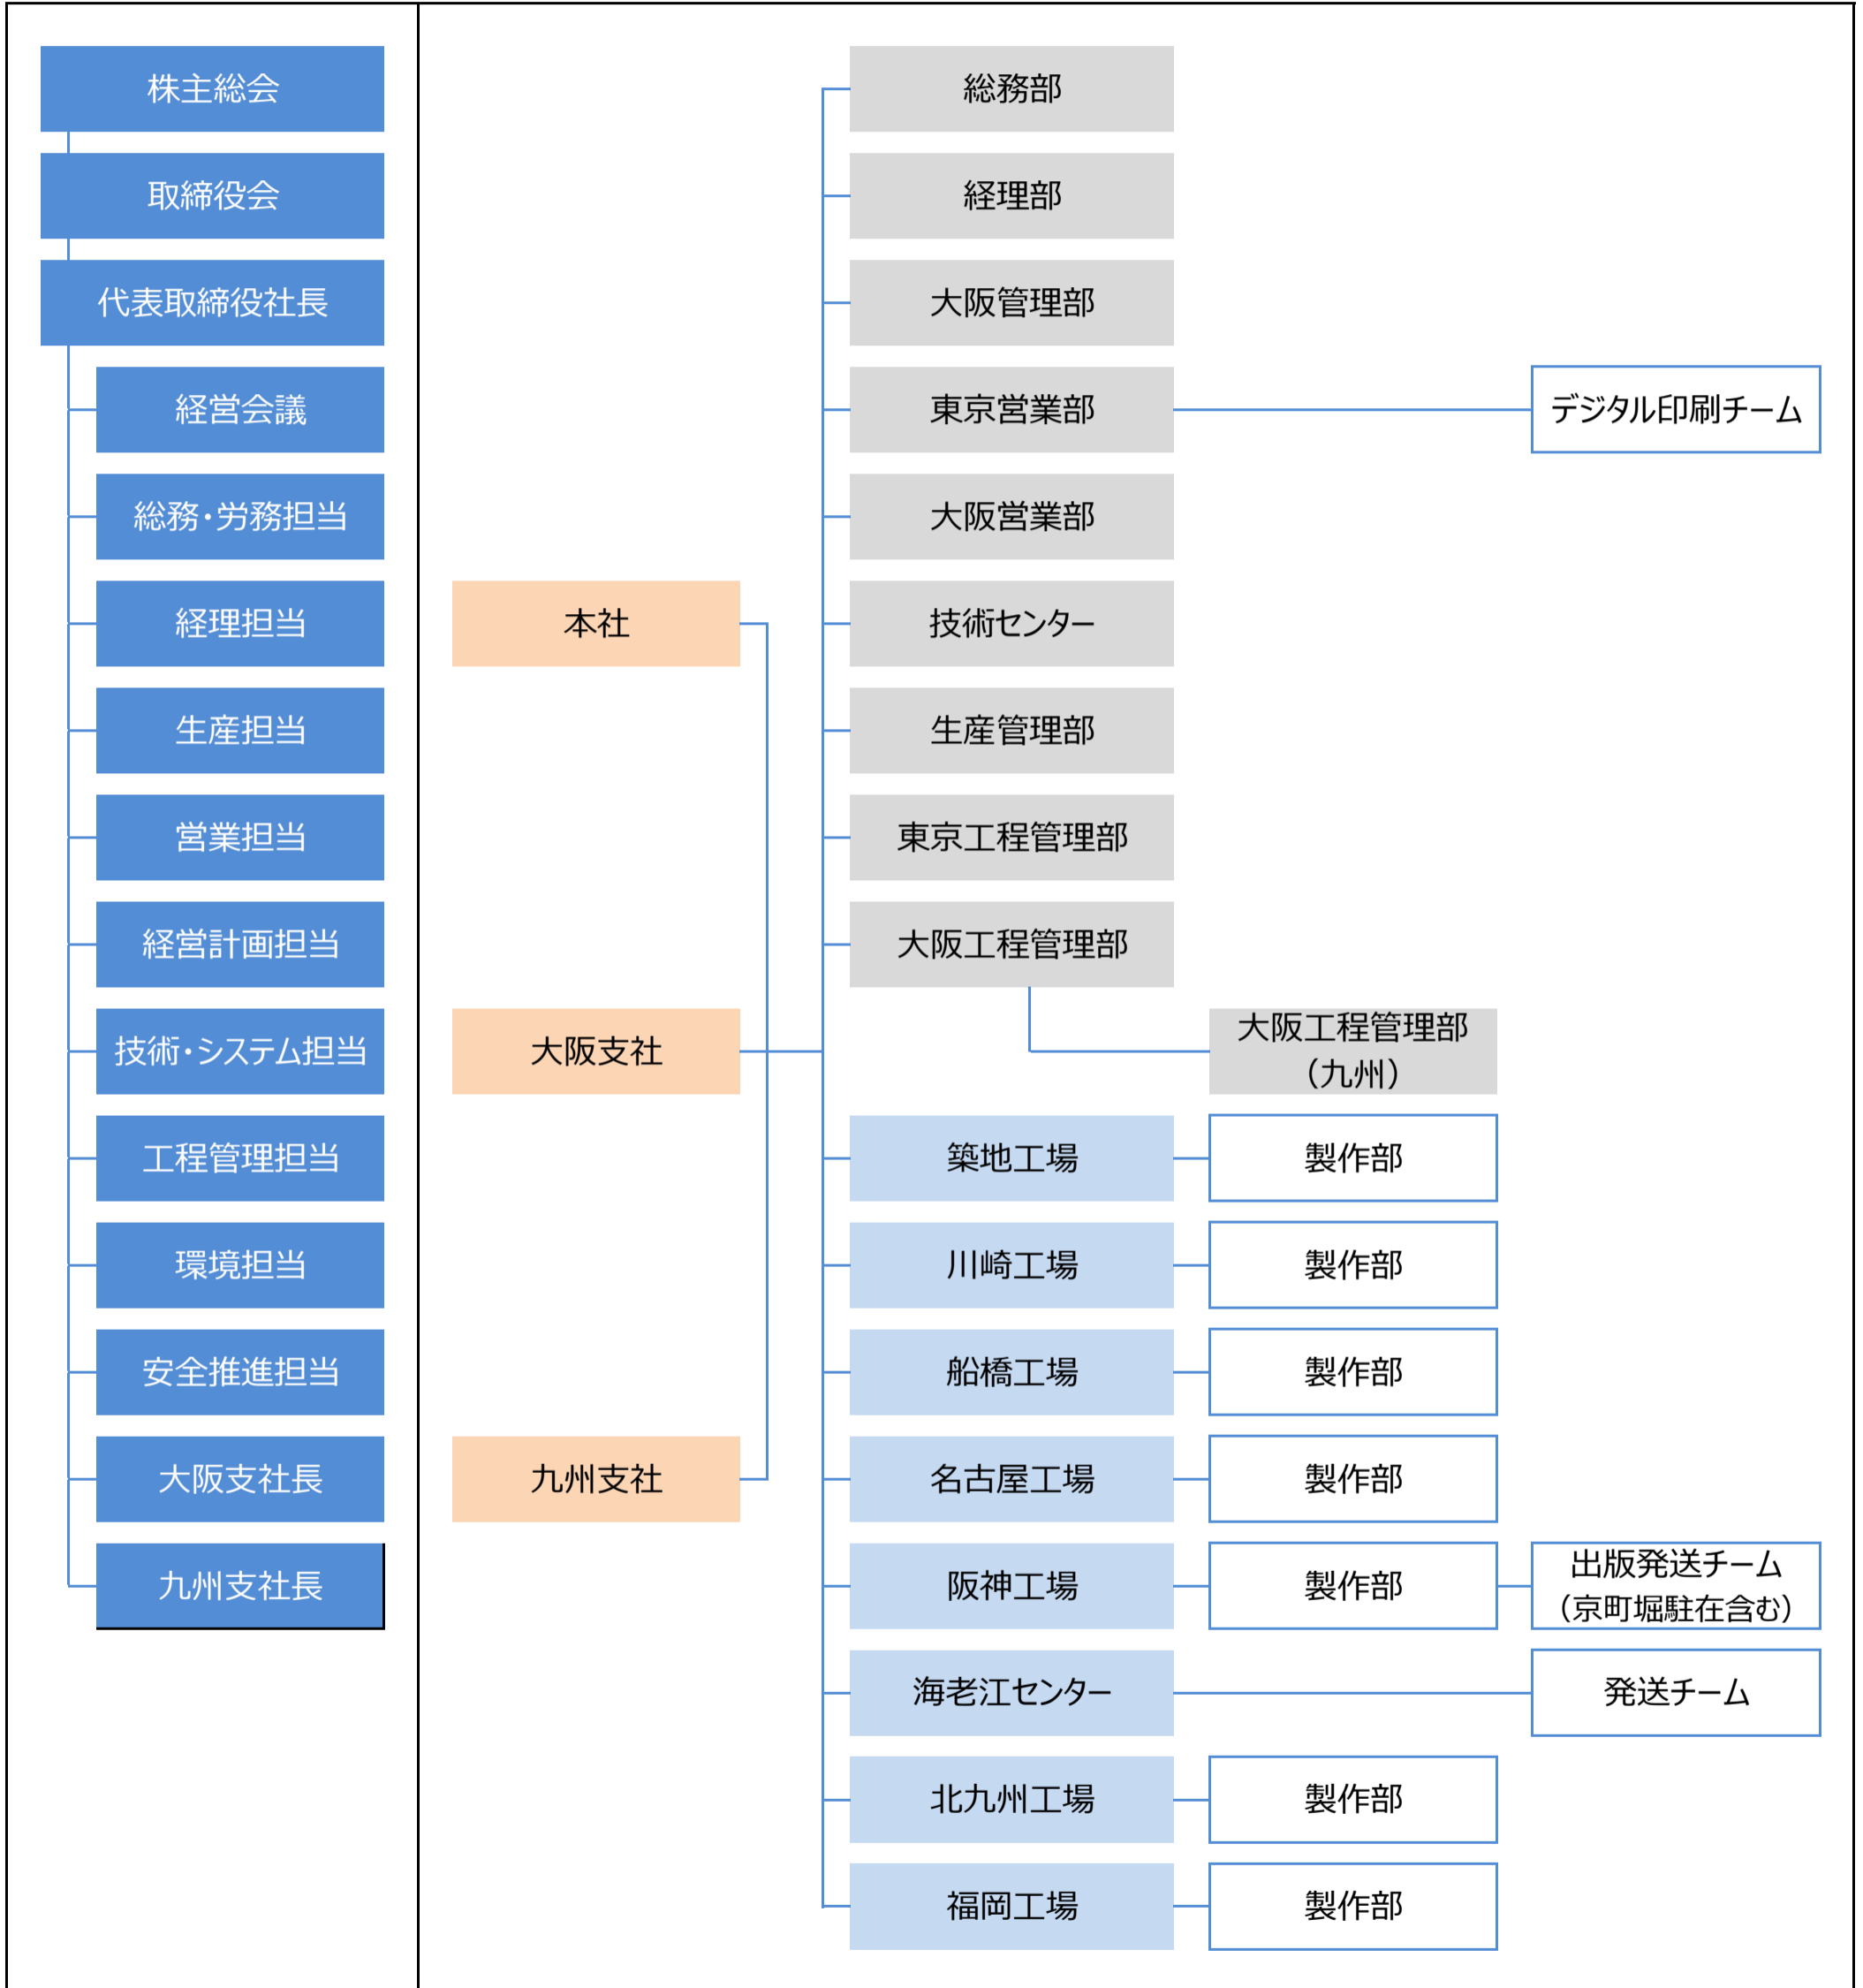 株主総会
取締役会
代表取締役社長
経営会議
総務・労務担当
経理担当
生産担当
営業担当
経営計画担当
技術・システム担当
工程管理担当
環境担当
安全推進担当
大阪支社長
九州支社長
本社
大阪支社
九州支社
総務部
経理部
大阪管理部
東京営業部
デジタル印刷チーム
大阪営業部
技術センター
生産管理部
東京工程管理部
大阪工程管理部
大阪工程管理部
（九州）
築地工場
製作部
川崎工場
製作部
船橋工場
製作部
名古屋工場
製作部
阪神工場
製作部
出版発送チーム
（京町堀駐在含む）
海老江センター
発送チーム
北九州工場
製作部
福岡工場
製作部